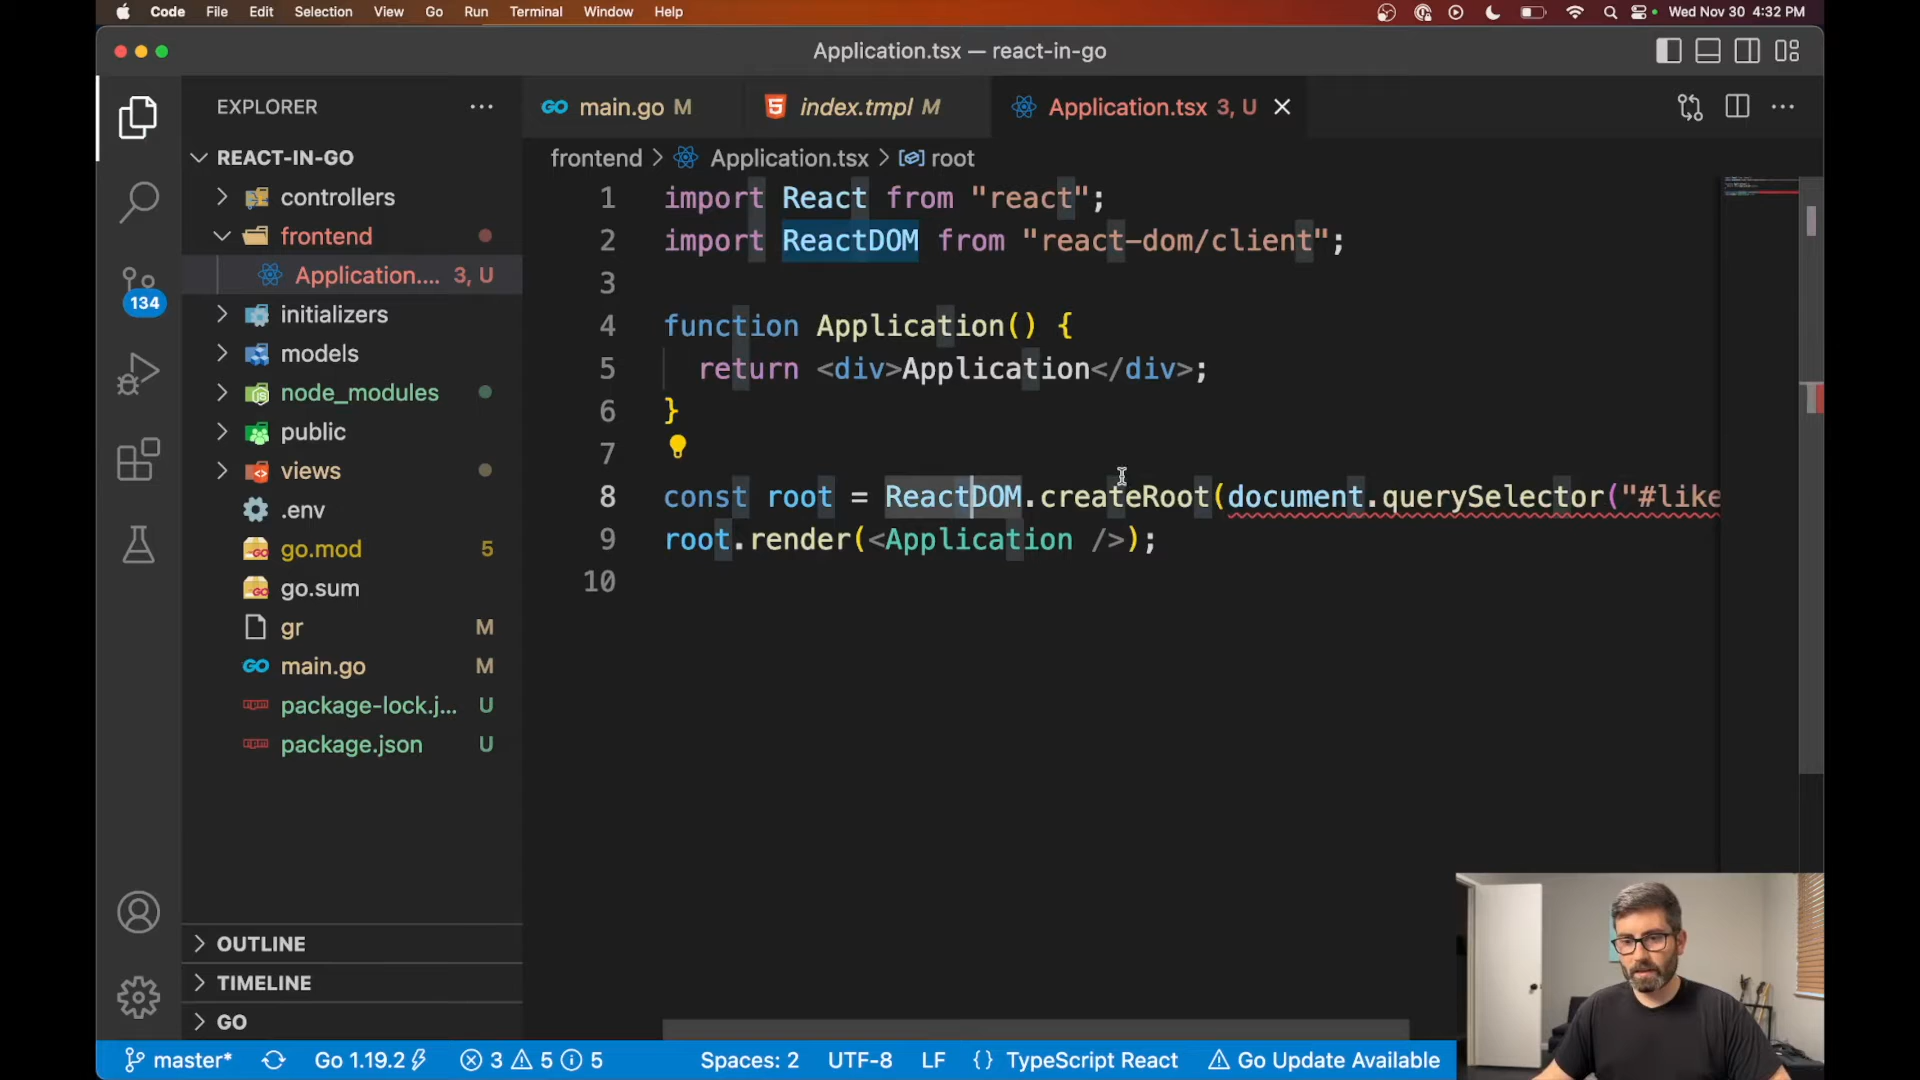 Code File Edit Selection View Go Run Terminal Window Help Wed Nov 30 4:32 PM
Application.tsx — react-in-go
EXPLORER
main.go M
index.tmpl M
Application.tsx 3, U
REACT-IN-GO
frontend > Application.tsx > root
controllers
frontend
Application.... 3, U
initializers
models
node_modules
public
views
.env
go.mod 5
go.sum
gr M
main.go M
package-lock.j... U
package.json U
134
1 import React from "react";
2 import ReactDOM from "react-dom/client";
3
4 function Application() {
5 return <div>Application</div>;
6 }
7
8 const root = ReactDOM.createRoot(document.querySelector("#like
9 root.render(<Application />);
10
OUTLINE
TIMELINE
GO
master* Go 1.19.2 3 5 5 Spaces: 2 UTF-8 LF {} TypeScript React Go Update Available